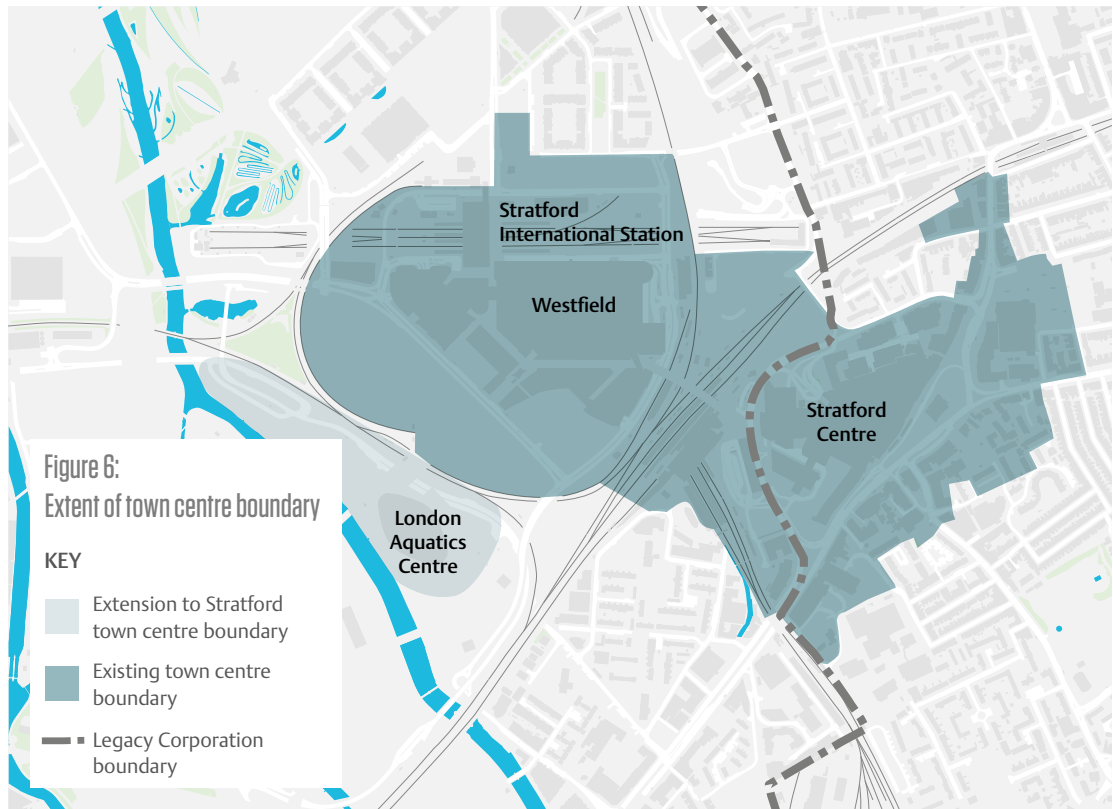 Stratford
International Station
Westfield
Stratford
Centre
London
Aquatics
Centre
Figure 6:
Extent of town centre boundary
KEY
Extension to Stratford
town centre boundary
Existing town centre
boundary
Legacy Corporation
boundary